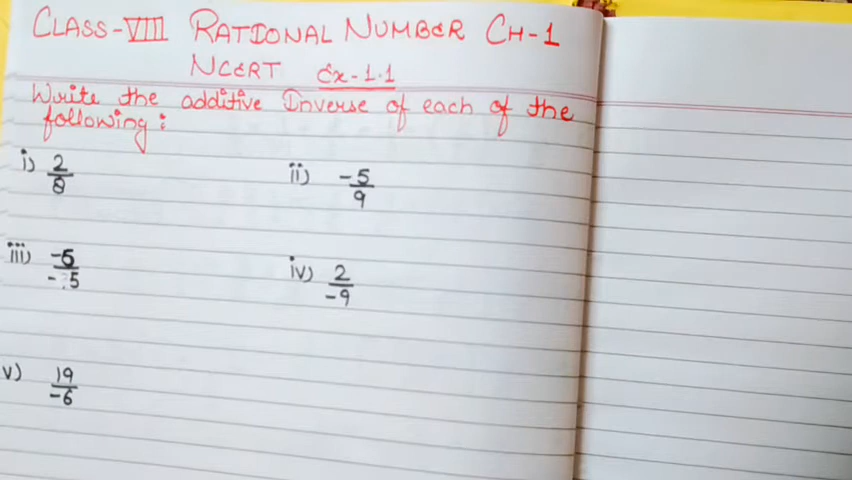 CLASS-VIII RATIONAL NUMBER CH-1
NCERT Ex-1.1
Write the additive Inverse of each of the
following:
i) 2/8 ii) -5/9
iii) -6/-5 iv) 2/-9
v) 19/-6